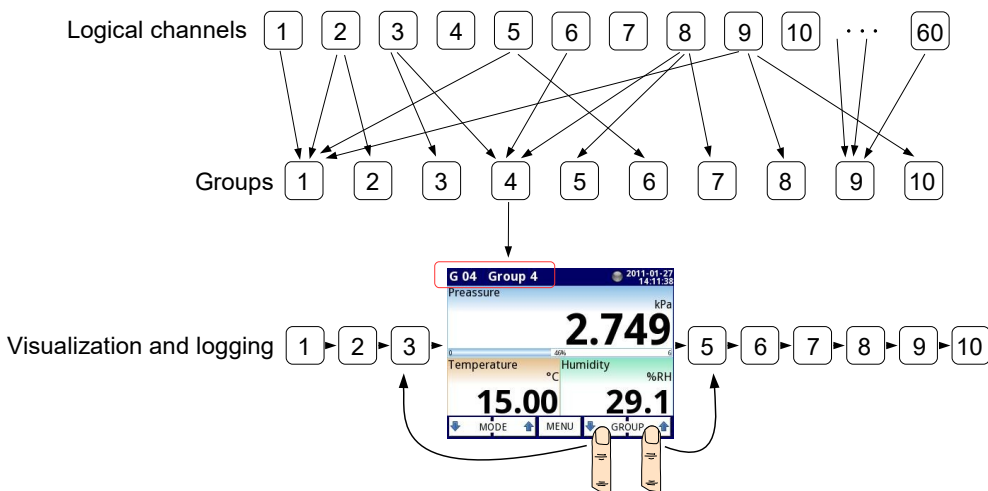 Logical channels 1 2 3 4 5 6 7 8 9 10 ... 60
Groups 1 2 3 4 5 6 7 8 9 10
G 04 Group 4 2011-01-27
14:11:38
Preassure
kPa
2.749
0 46% 6
Visualization and logging 1 2 3 5 6 7 8 9 10
Temperature Humidity
°C %RH
15.00 29.1
MODE MENU GROUP